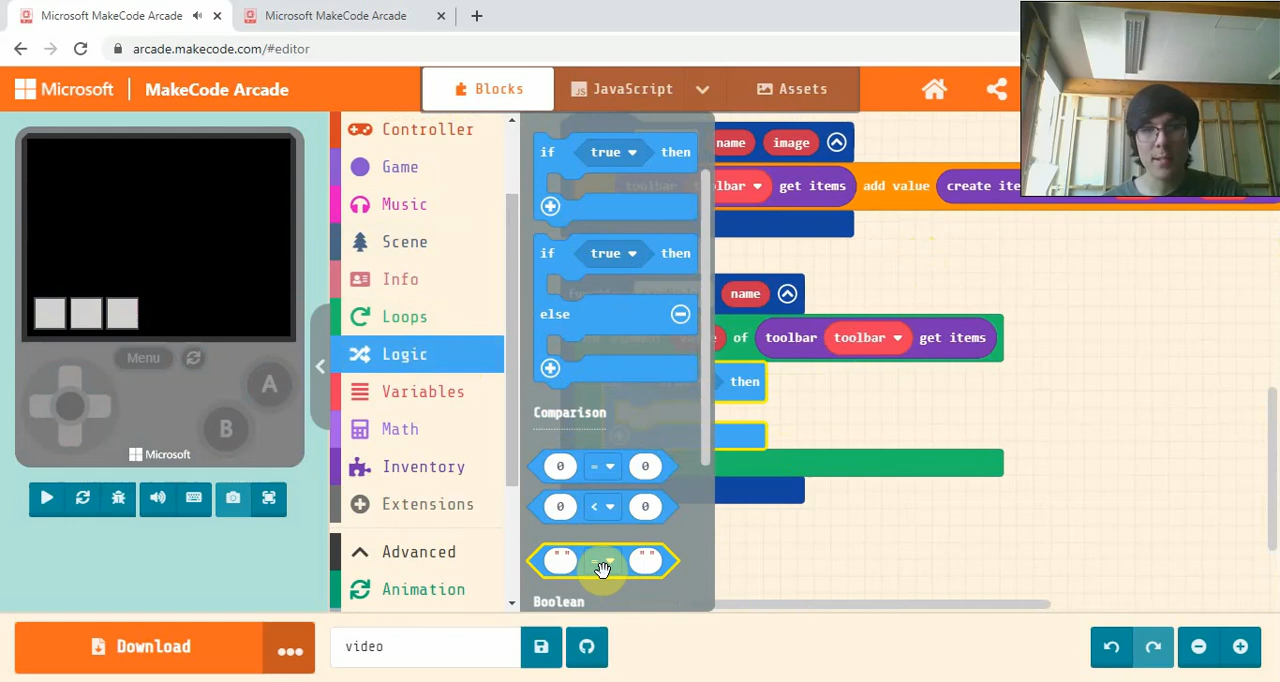 Microsoft MakeCode Arcade
Microsoft MakeCode Arcade
arcade.makecode.com/#editor
Microsoft
MakeCode Arcade
Blocks
JavaScript
Assets
Menu
A
B
Microsoft
Controller
Game
Music
Scene
Info
Loops
Logic
Variables
Math
Inventory
Extensions
Advanced
Animation
if true then
if true then
else
Comparison
0 = 0
0 < 0
" " = " "
Boolean
name image
toolbar get items add value create
name
of toolbar toolbar get items
then
Download
video